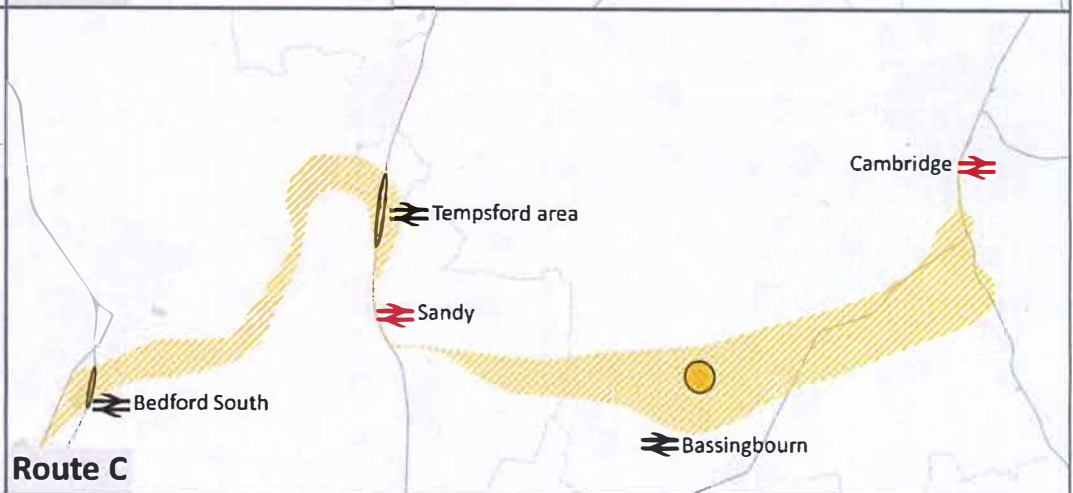 Cambridge
Tempsford area
Sandy
Bedford South
Bassingbourn
Route C